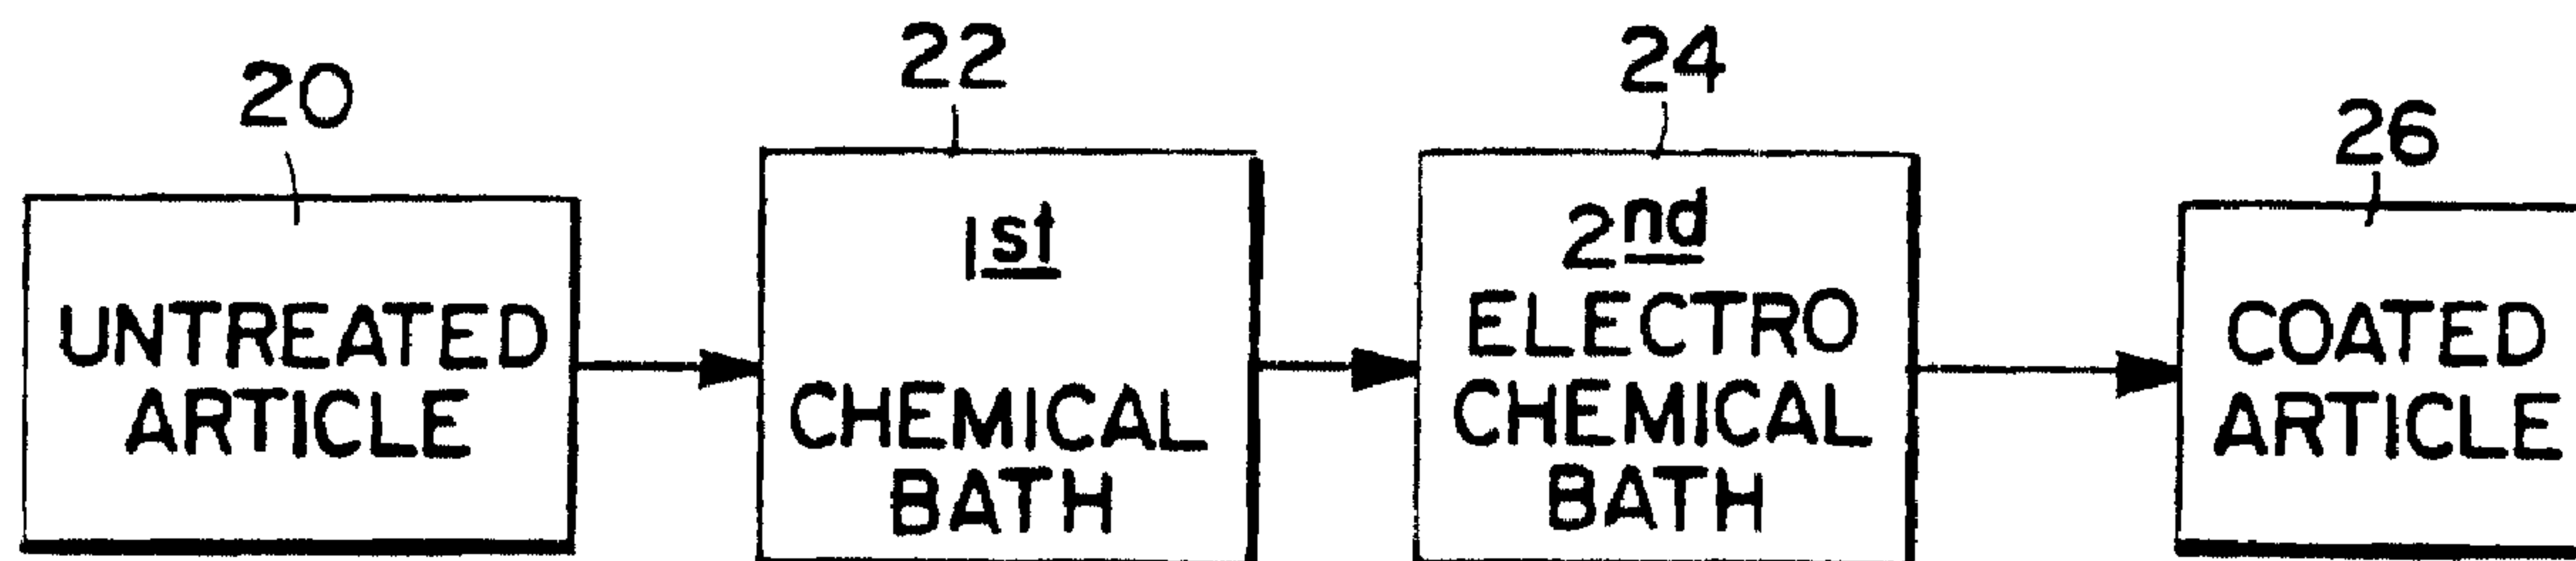 20
UNTREATED
ARTICLE
22
1st
CHEMICAL
BATH
24
2nd
ELECTRO
CHEMICAL
BATH
26
COATED
ARTICLE